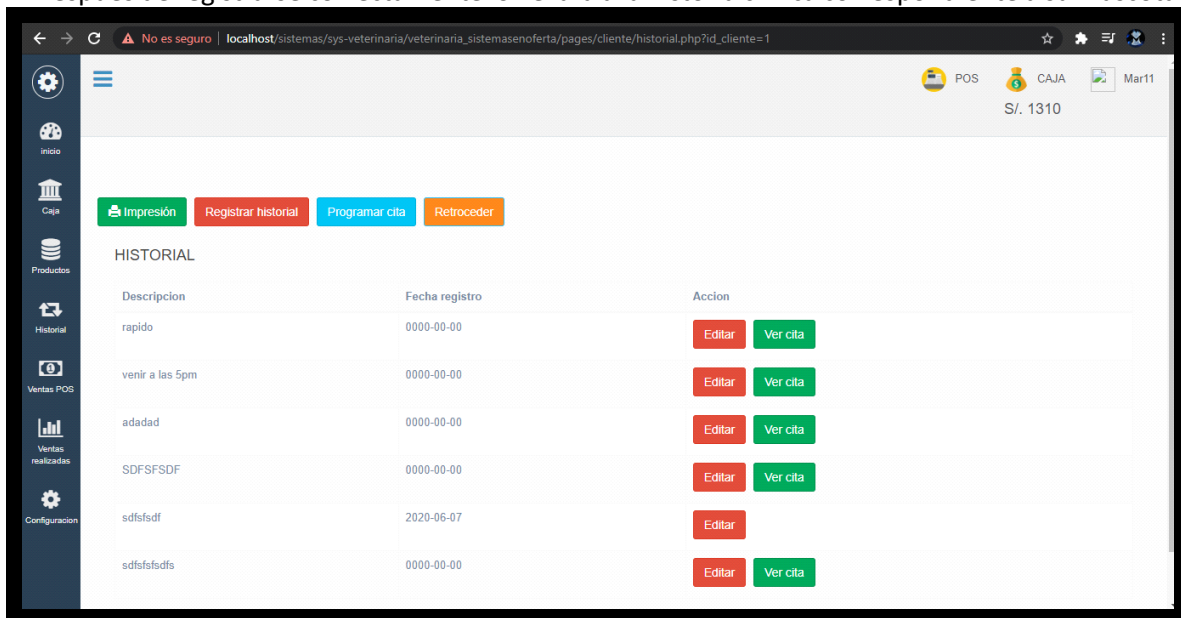 No es seguro localhost/sistemas/sys-veterinaria/veterinaria_sistemasenoferta/pages/cliente/historial.php?id_cliente=1
POS CAJA Mar11
S/. 1310
inicio
Caja
Productos
Historial
Ventas POS
Ventas
realizadas
Configuracion
Impresión Registrar historial Programar cita Retroceder
HISTORIAL
Descripcion Fecha registro Accion
rapido 0000-00-00 Editar Ver cita
venir a las 5pm 0000-00-00 Editar Ver cita
adadad 0000-00-00 Editar Ver cita
SDFSFSDF 0000-00-00 Editar Ver cita
sdfsfsdf 2020-06-07 Editar
sdfsfsfsdfs 0000-00-00 Editar Ver cita